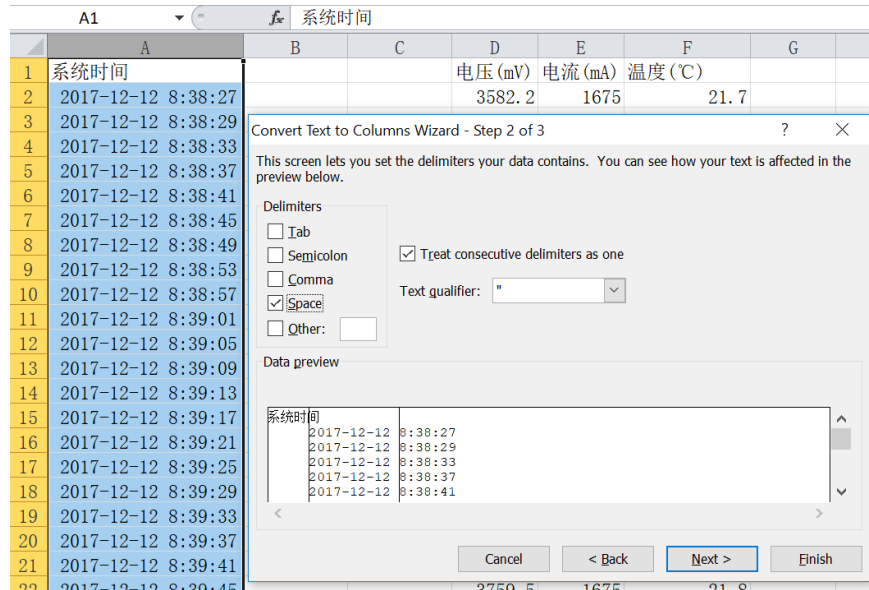 A1 fx 系统时间
A B C D E F G
1 系统时间 电压(mV) 电流(mA) 温度(℃)
2 2017-12-12 8:38:27 3582.2 1675 21.7
3 2017-12-12 8:38:29
4 2017-12-12 8:38:33
5 2017-12-12 8:38:37
6 2017-12-12 8:38:41
7 2017-12-12 8:38:45
8 2017-12-12 8:38:49
9 2017-12-12 8:38:53
10 2017-12-12 8:38:57
11 2017-12-12 8:39:01
12 2017-12-12 8:39:05
13 2017-12-12 8:39:09
14 2017-12-12 8:39:13
15 2017-12-12 8:39:17
16 2017-12-12 8:39:21
17 2017-12-12 8:39:25
18 2017-12-12 8:39:29
19 2017-12-12 8:39:33
20 2017-12-12 8:39:37
21 2017-12-12 8:39:41
22 2017-12-12 8:39:45 3759.5 1675 21.8
Convert Text to Columns Wizard - Step 2 of 3 ?
This screen lets you set the delimiters your data contains. You can see how your text is affected in the
preview below.
Delimiters
Tab
Semicolon
Comma
Space
Other:
Treat consecutive delimiters as one
Text qualifier: "
Data preview
系统时间
2017-12-12 8:38:27
2017-12-12 8:38:29
2017-12-12 8:38:33
2017-12-12 8:38:37
2017-12-12 8:38:41
Cancel < Back Next > Finish